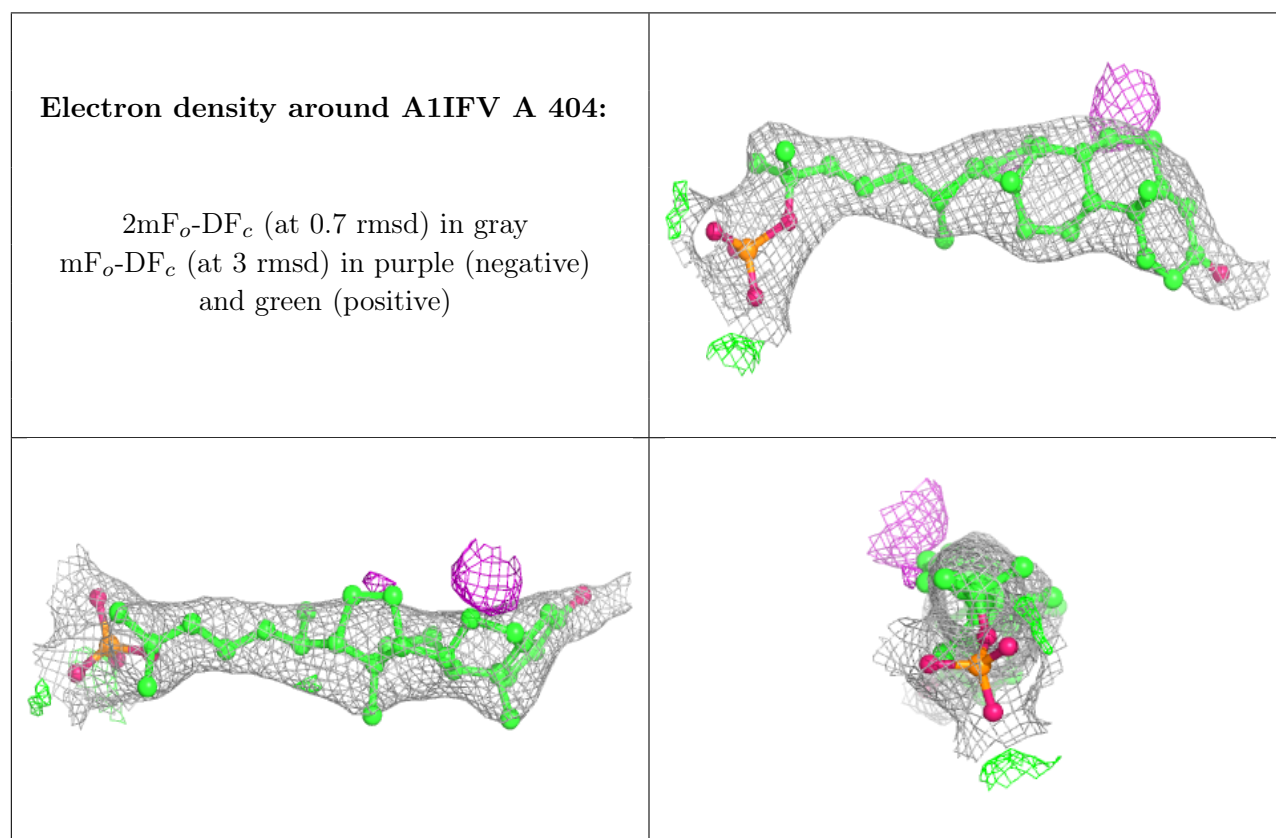 Electron density around A1IFV A 404:
2mFₒ-DF𝒸 (at 0.7 rmsd) in gray
mFₒ-DF𝒸 (at 3 rmsd) in purple (negative)
and green (positive)